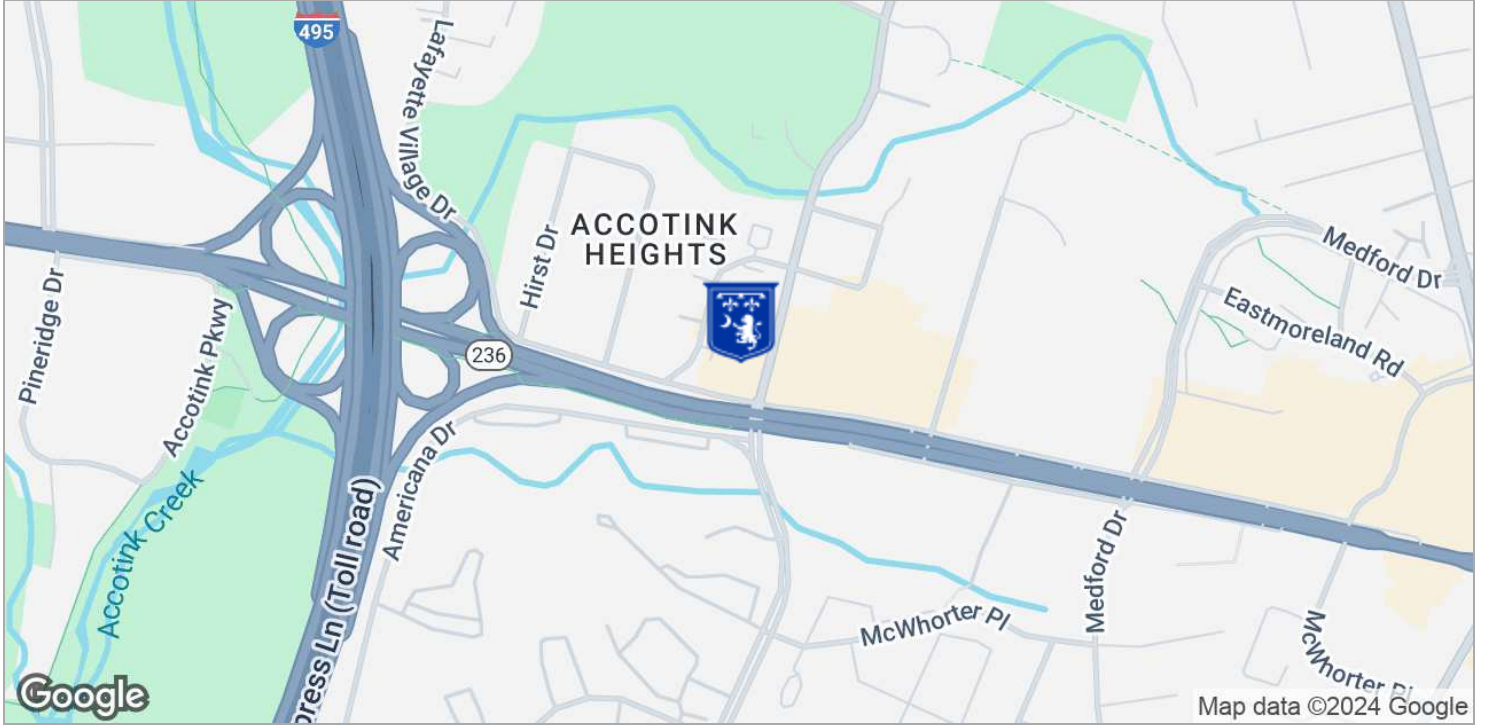 495
Lafayette Village Dr
ACCOTINK
HEIGHTS
Hirst Dr
Medford Dr
Pineridge Dr
Accotink Pkwy
236
Eastmoreland Rd
Americana Dr
Accotink Creek
press Ln (Toll road)
Medford Dr
McWhorter Pl
McWhorter Pl
Google
Map data ©2024 Google